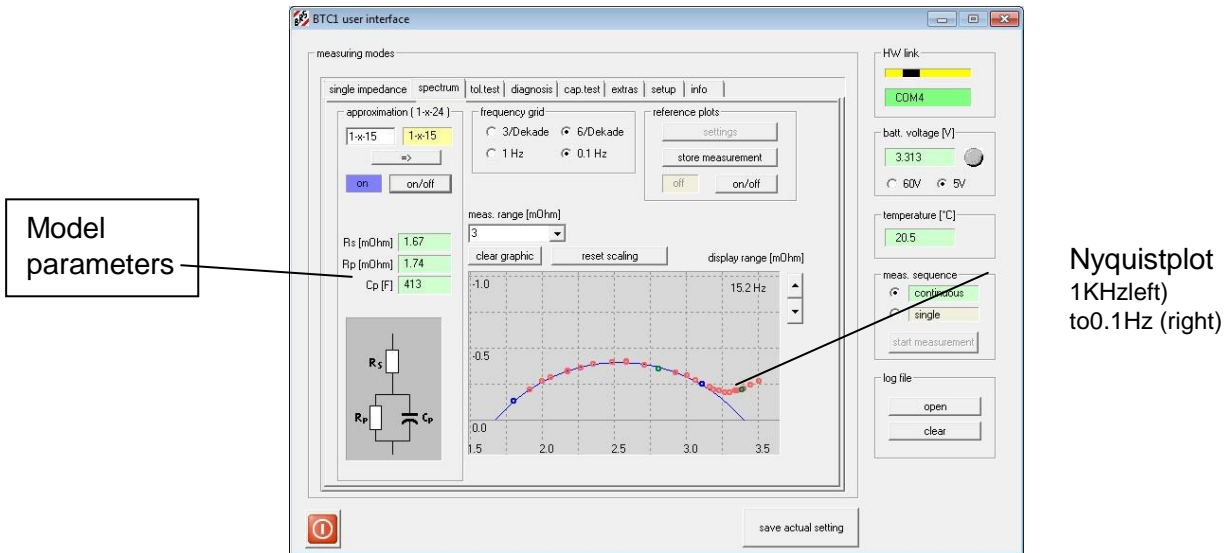 BTC1 user interface
measuring modes
single impedance spectrum tol.test diagnosis cap.test extras setup info
approximation ( 1-x-24 )
1-x-15 1-x-15
=>
on on/off
frequency grid
3/Dekade 6/Dekade
1 Hz 0.1 Hz
reference plots
settings
store measurement
off on/off
meas. range [mOhm]
3
clear graphic reset scaling display range [mOhm]
Rs [mOhm] 1.67
Rp [mOhm] 1.74
Cp [F] 413
Rs
Rp Cp
-1.0 15.2 Hz
-0.5
0.0
1.5 2.0 2.5 3.0 3.5
HW link
COM4
batt. voltage [V]
3.313
60V 5V
temperature [°C]
20.5
meas. sequence
continuous
single
start measurement
log file
open
clear
save actual setting
Model
parameters
Nyquistplot
1KHzleft)
to0.1Hz (right)